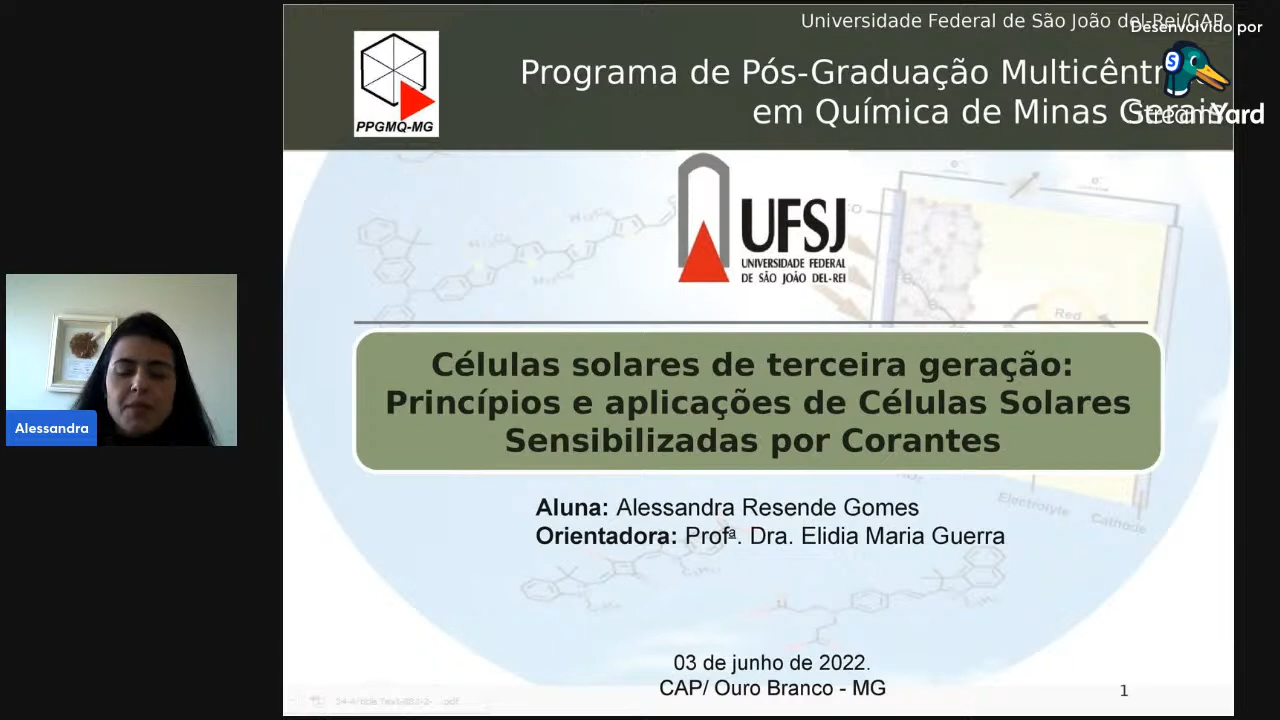 Universidade Federal de São João del-Rei/CAP
Desenvolvido por
Programa de Pós-Graduação Multicêntr
em Química de Minas Gerais
StreamYard
PPGMQ-MG
UFSJ
UNIVERSIDADE FEDERAL
DE SÃO JOÃO DEL-REI
Red
Células solares de terceira geração:
Princípios e aplicações de Células Solares
Sensibilizadas por Corantes
Alessandra
Electrolyte
Cathode
Aluna: Alessandra Resende Gomes
Orientadora: Profª. Dra. Elidia Maria Guerra
03 de junho de 2022.
CAP/ Ouro Branco - MG
1